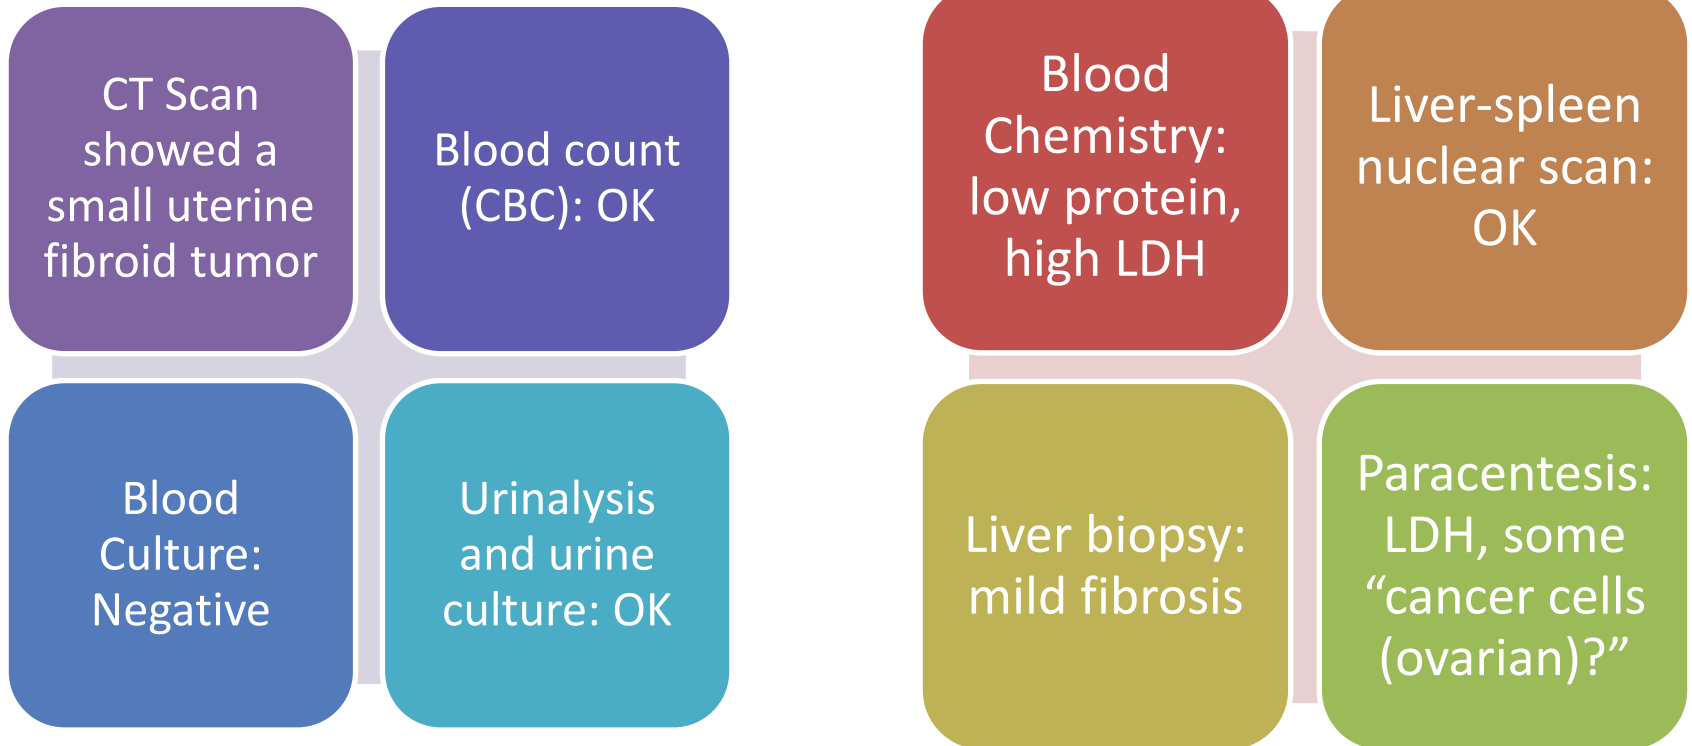 CT Scan
showed a
small uterine
fibroid tumor
Blood count
(CBC): OK
Blood
Culture:
Negative
Urinalysis
and urine
culture: OK
Blood
Chemistry:
low protein,
high LDH
Liver-spleen
nuclear scan:
OK
Liver biopsy:
mild fibrosis
Paracentesis:
LDH, some
“cancer cells
(ovarian)?”